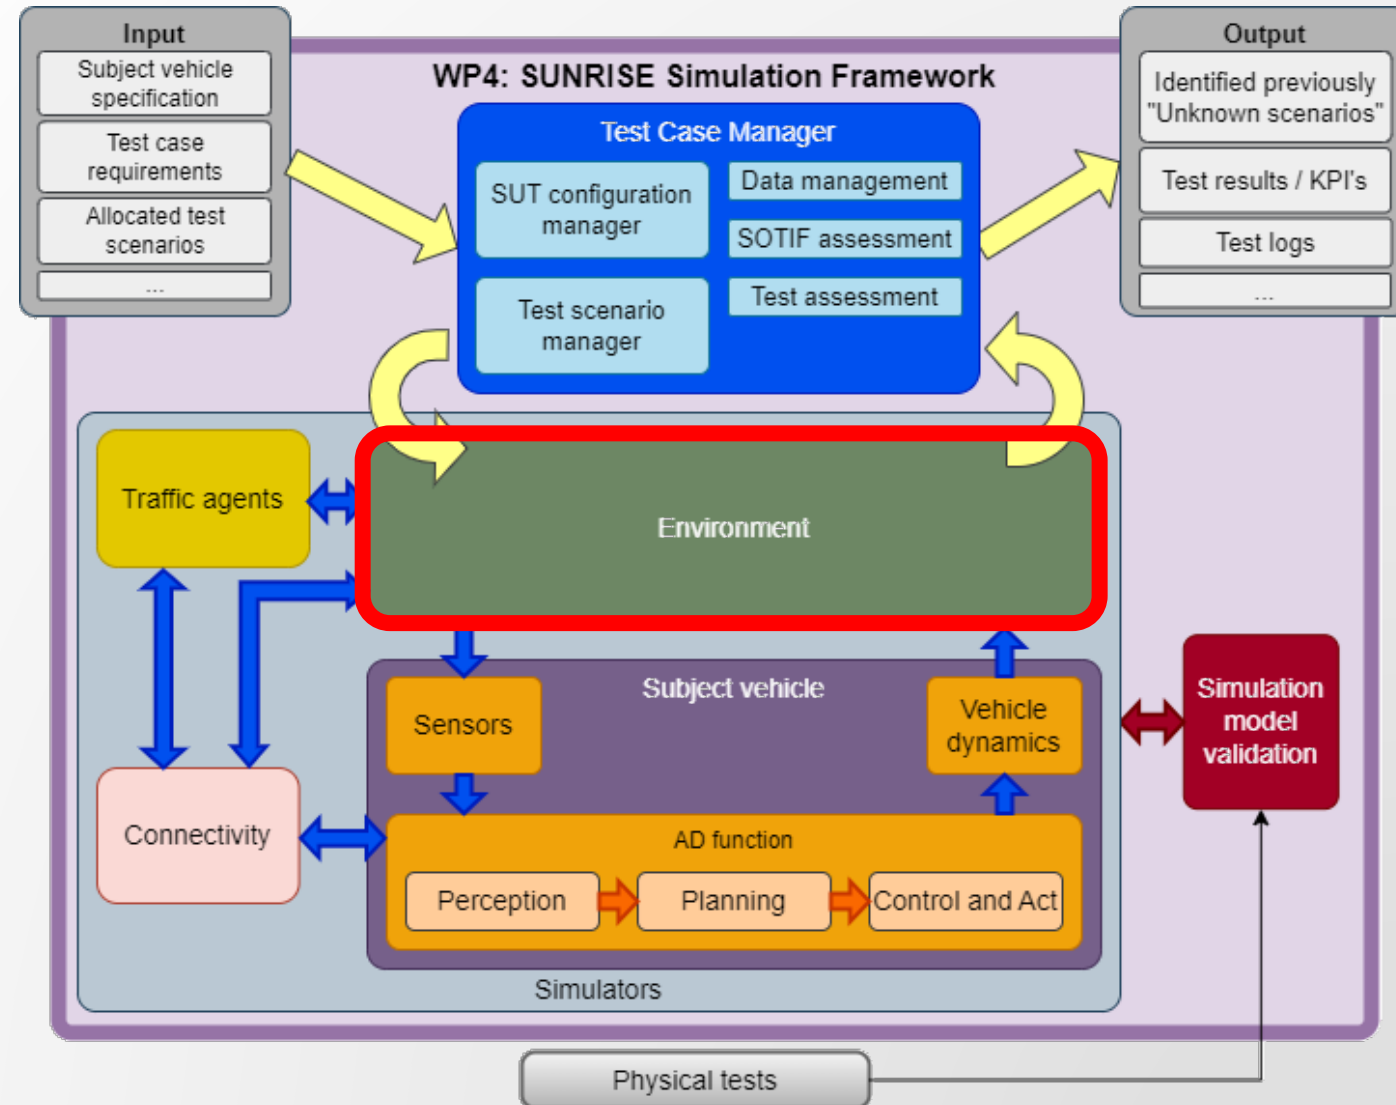 Input
Subject vehicle
specification
Test case
requirements
Allocated test
scenarios
...
WP4: SUNRISE Simulation Framework
Test Case Manager
SUT configuration
manager
Test scenario
manager
Data management
SOTIF assessment
Test assessment
Output
Identified previously
"Unknown scenarios"
Test results / KPI's
Test logs
...
Traffic agents
Environment
Connectivity
Subject vehicle
Sensors
Vehicle
dynamics
AD function
Perception
Planning
Control and Act
Simulators
Simulation
model
validation
Physical tests